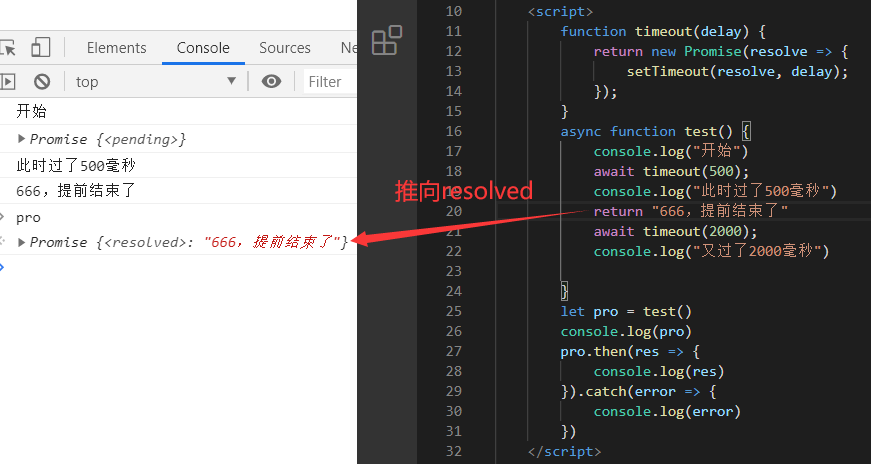 Elements
Console
Sources
Ne
top
Filter
开始
Promise {<pending>}
此时过了500毫秒
666，提前结束了
pro
Promise {<resolved>: "666，提前结束了"}
推向resolved
10 <script>
11 function timeout(delay) {
12 return new Promise(resolve => {
13 setTimeout(resolve, delay);
14 });
15 }
16 async function test() {
17 console.log("开始")
18 await timeout(500);
19 console.log("此时过了500毫秒")
20 return "666，提前结束了"
21 await timeout(2000);
22 console.log("又过了2000毫秒")
23
24 }
25 let pro = test()
26 console.log(pro)
27 pro.then(res => {
28 console.log(res)
29 }).catch(error => {
30 console.log(error)
31 })
32 </script>